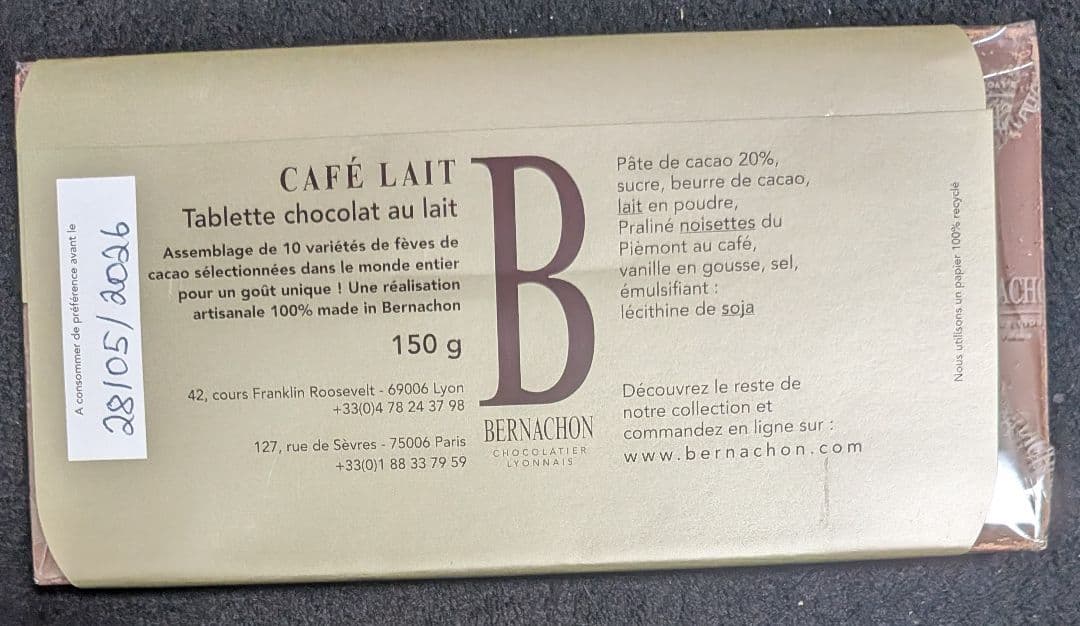 A consommer de préférence avant le
28/05/2026
CAFÉ LAIT
Tablette chocolat au lait
Assemblage de 10 variétés de fèves de
cacao sélectionnées dans le monde entier
pour un goût unique ! Une réalisation
artisanale 100% made in Bernachon
150 g
42, cours Franklin Roosevelt - 69006 Lyon
+33(0)4 78 24 37 98
127, rue de Sèvres - 75006 Paris
+33(0)1 88 33 79 59
B
BERNACHON
CHOCOLATIER
LYONNAIS
Pâte de cacao 20%,
sucre, beurre de cacao,
lait en poudre,
Praliné noisettes du
Pièmont au café,
vanille en gousse, sel,
émulsifiant :
lécithine de soja
Découvrez le reste de
notre collection et
commandez en ligne sur :
www.bernachon.com
Nous utilisons un papier 100% recyclé